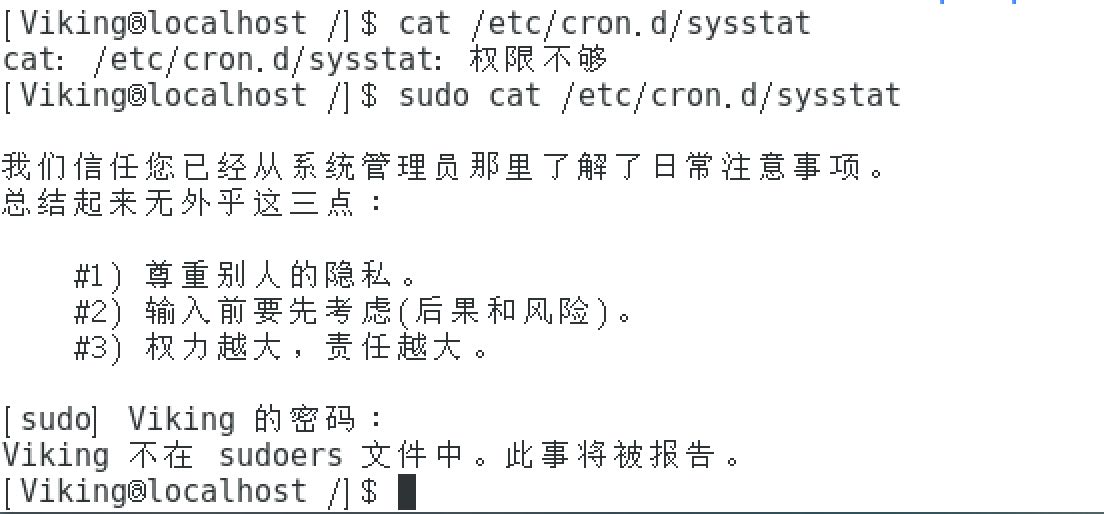 [Viking@localhost /]$ cat /etc/cron.d/sysstat
cat: /etc/cron.d/sysstat: 权限不够
[Viking@localhost /]$ sudo cat /etc/cron.d/sysstat
我们信任您已经从系统管理员那里了解了日常注意事项。
总结起来无外乎这三点：
#1) 尊重别人的隐私。
#2) 输入前要先考虑(后果和风险)。
#3) 权力越大，责任越大。
[sudo] Viking 的密码：
Viking 不在 sudoers 文件中。此事将被报告。
[Viking@localhost /]$